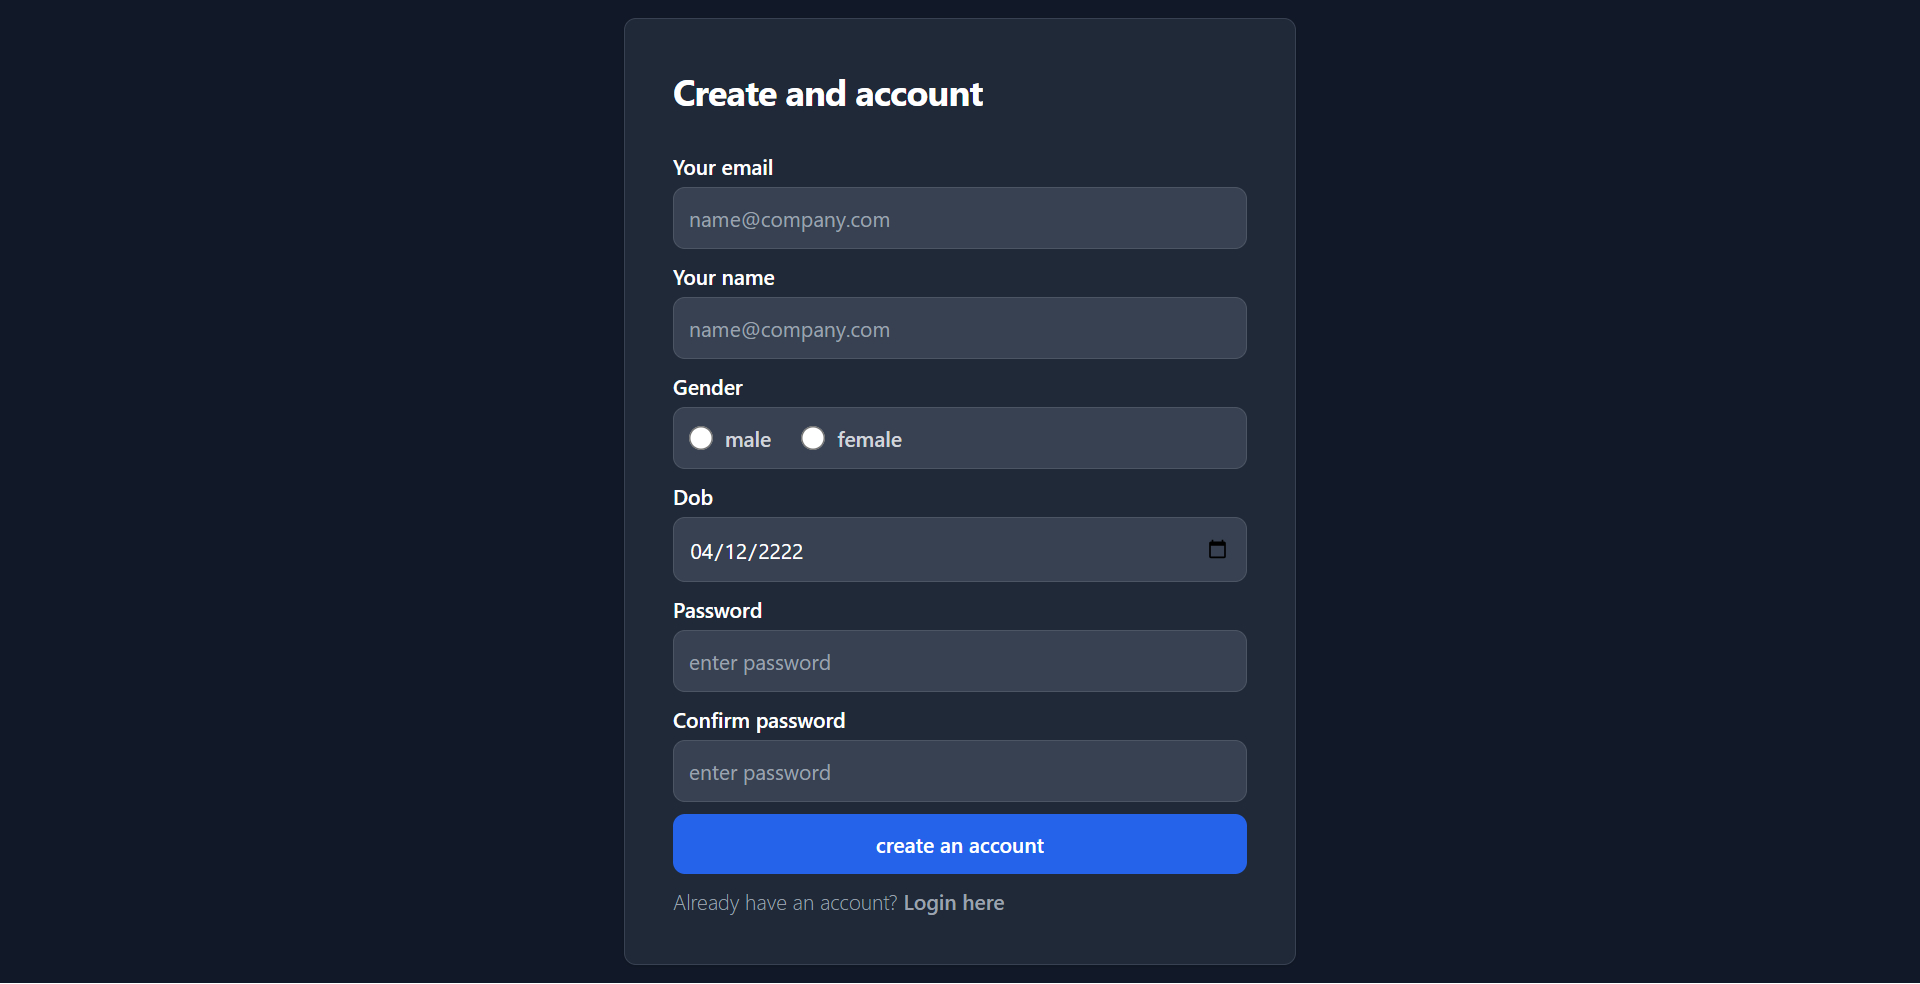 Create and account
Your email
name@company.com
Your name
name@company.com
Gender
male female
Dob
04/12/2222
Password
enter password
Confirm password
enter password
create an account
Already have an account? Login here